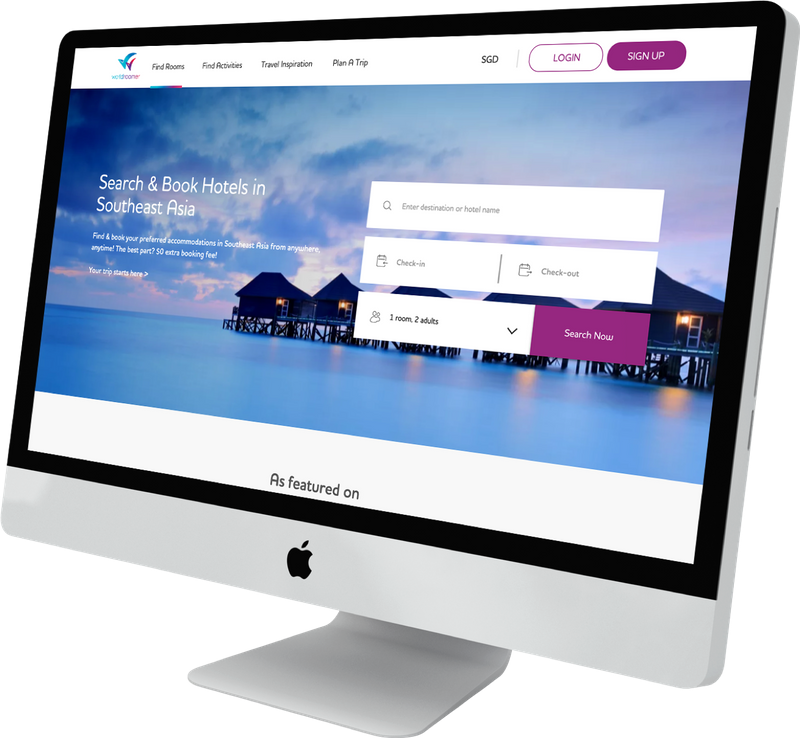 worldroamer
Find Rooms
Find Activities
Travel Inspiration
Plan A Trip
SGD
LOGIN
SIGN UP
Search & Book Hotels in
Southeast Asia
Find & book your preferred accommodations in Southeast Asia from anywhere,
anytime! The best part? $0 extra booking fee!
Your trip starts here >
Enter destination or hotel name
Check-in
Check-out
1 room, 2 adults
Search Now
As featured on